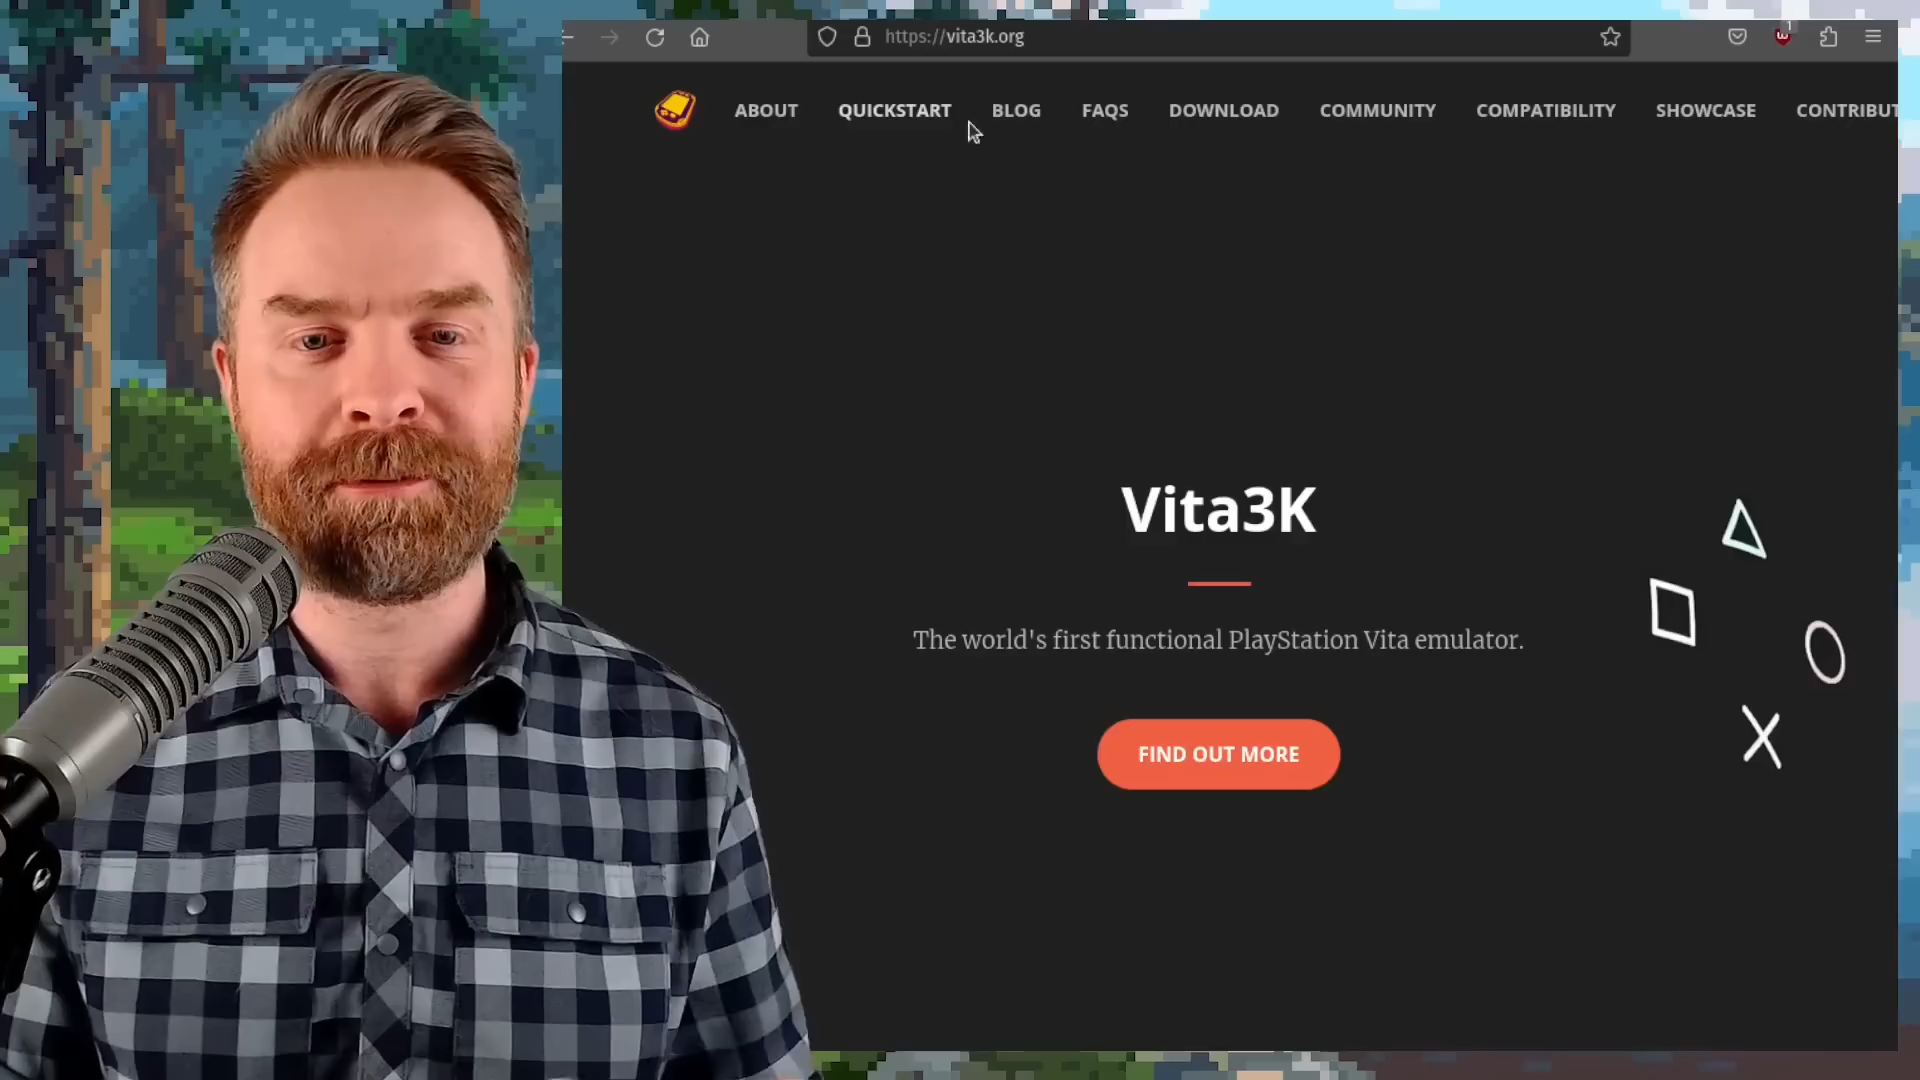 https://vita3k.org
1
ABOUT QUICKSTART BLOG FAQS DOWNLOAD COMMUNITY COMPATIBILITY SHOWCASE CONTRIBUT
Vita3K
The world's first functional PlayStation Vita emulator.
FIND OUT MORE